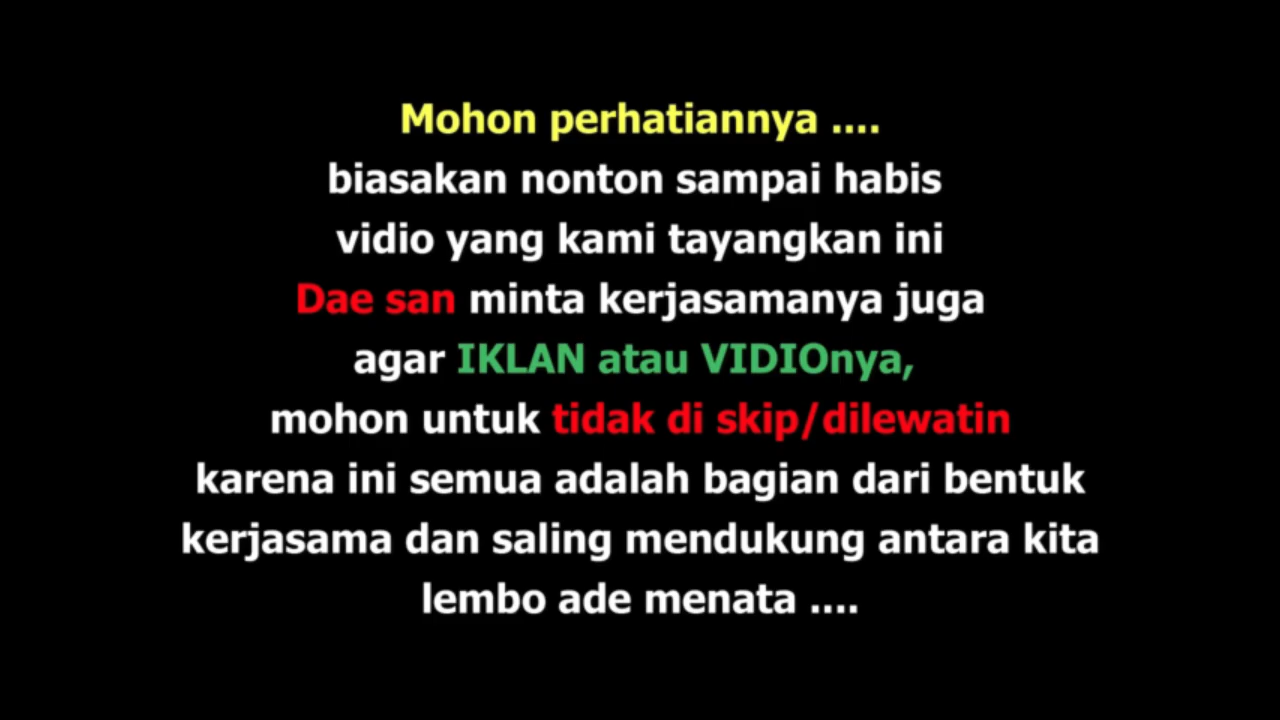 Mohon perhatiannya ....
biasakan nonton sampai habis
vidio yang kami tayangkan ini
Dae san minta kerjasamanya juga
agar IKLAN atau VIDIOnya,
mohon untuk tidak di skip/dilewatin
karena ini semua adalah bagian dari bentuk
kerjasama dan saling mendukung antara kita
lembo ade menata ....